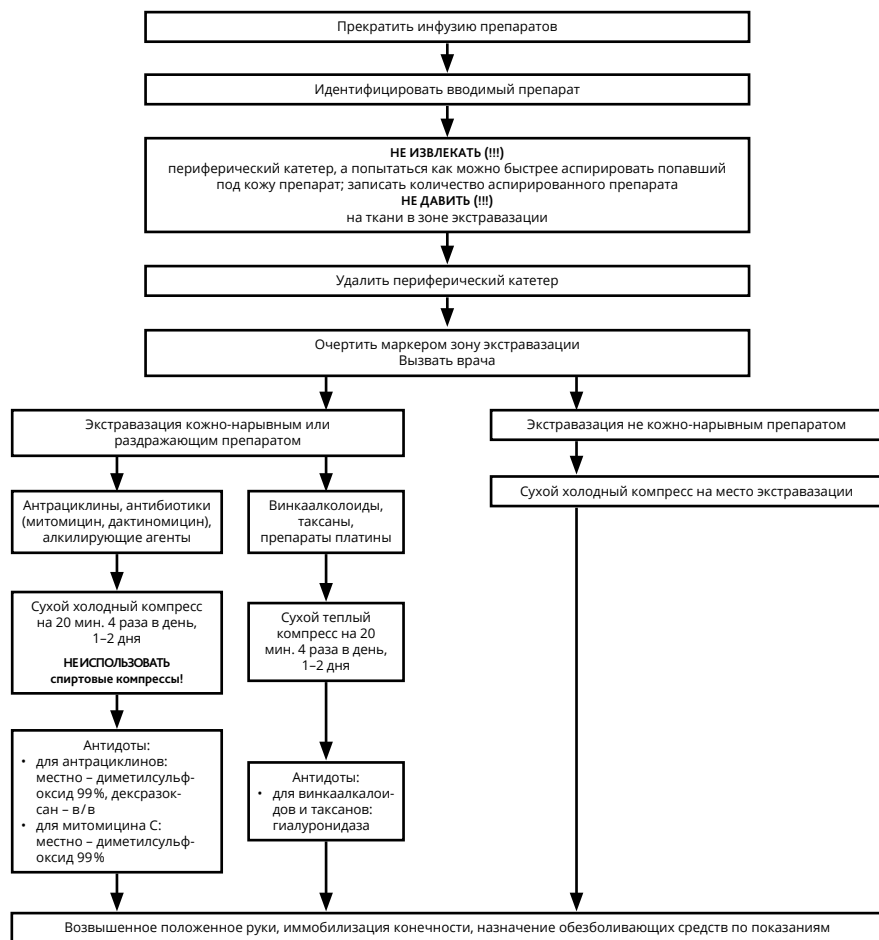 Прекратить инфузию препаратов
Идентифицировать вводимый препарат
НЕ ИЗВЛЕКАТЬ (!!!)
периферический катетер, а попытаться как можно быстрее аспирировать попавший
под кожу препарат; записать количество аспирированного препарата
НЕ ДАВИТЬ (!!!)
на ткани в зоне экстравазации
Удалить периферический катетер
Очертить маркером зону экстравазации
Вызвать врача
Экстравазация кожно-нарывным или
раздражающим препаратом
Экстравазация не кожно-нарывным препаратом
Сухой холодный компресс на место экстравазации
Антрациклины, антибиотики
(митомицин, дактиномицин),
алкилирующие агенты
Винкаалколоиды,
таксаны,
препараты платины
Сухой холодный компресс
на 20 мин. 4 раза в день,
1–2 дня
НЕ ИСПОЛЬЗОВАТЬ
спиртовые компрессы!
Сухой теплый
компресс на 20
мин. 4 раза в день,
1–2 дня
Антидоты:
• для антрациклинов:
местно – диметилсульф-
оксид 99%, дексразок-
сан – в/в
• для митомицина С:
местно – диметилсульф-
оксид 99%
Антидоты:
• для винкаалкалои-
дов и таксанов:
гиалуронидаза
Возвышенное положенное руки, иммобилизация конечности, назначение обезболивающих средств по показаниям